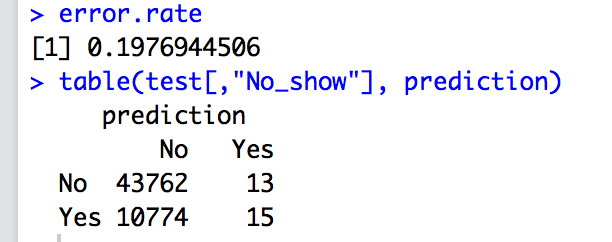 > error.rate
[1] 0.1976944506
> table(test[,"No_show"], prediction)
prediction
No Yes
No 43762 13
Yes 10774 15